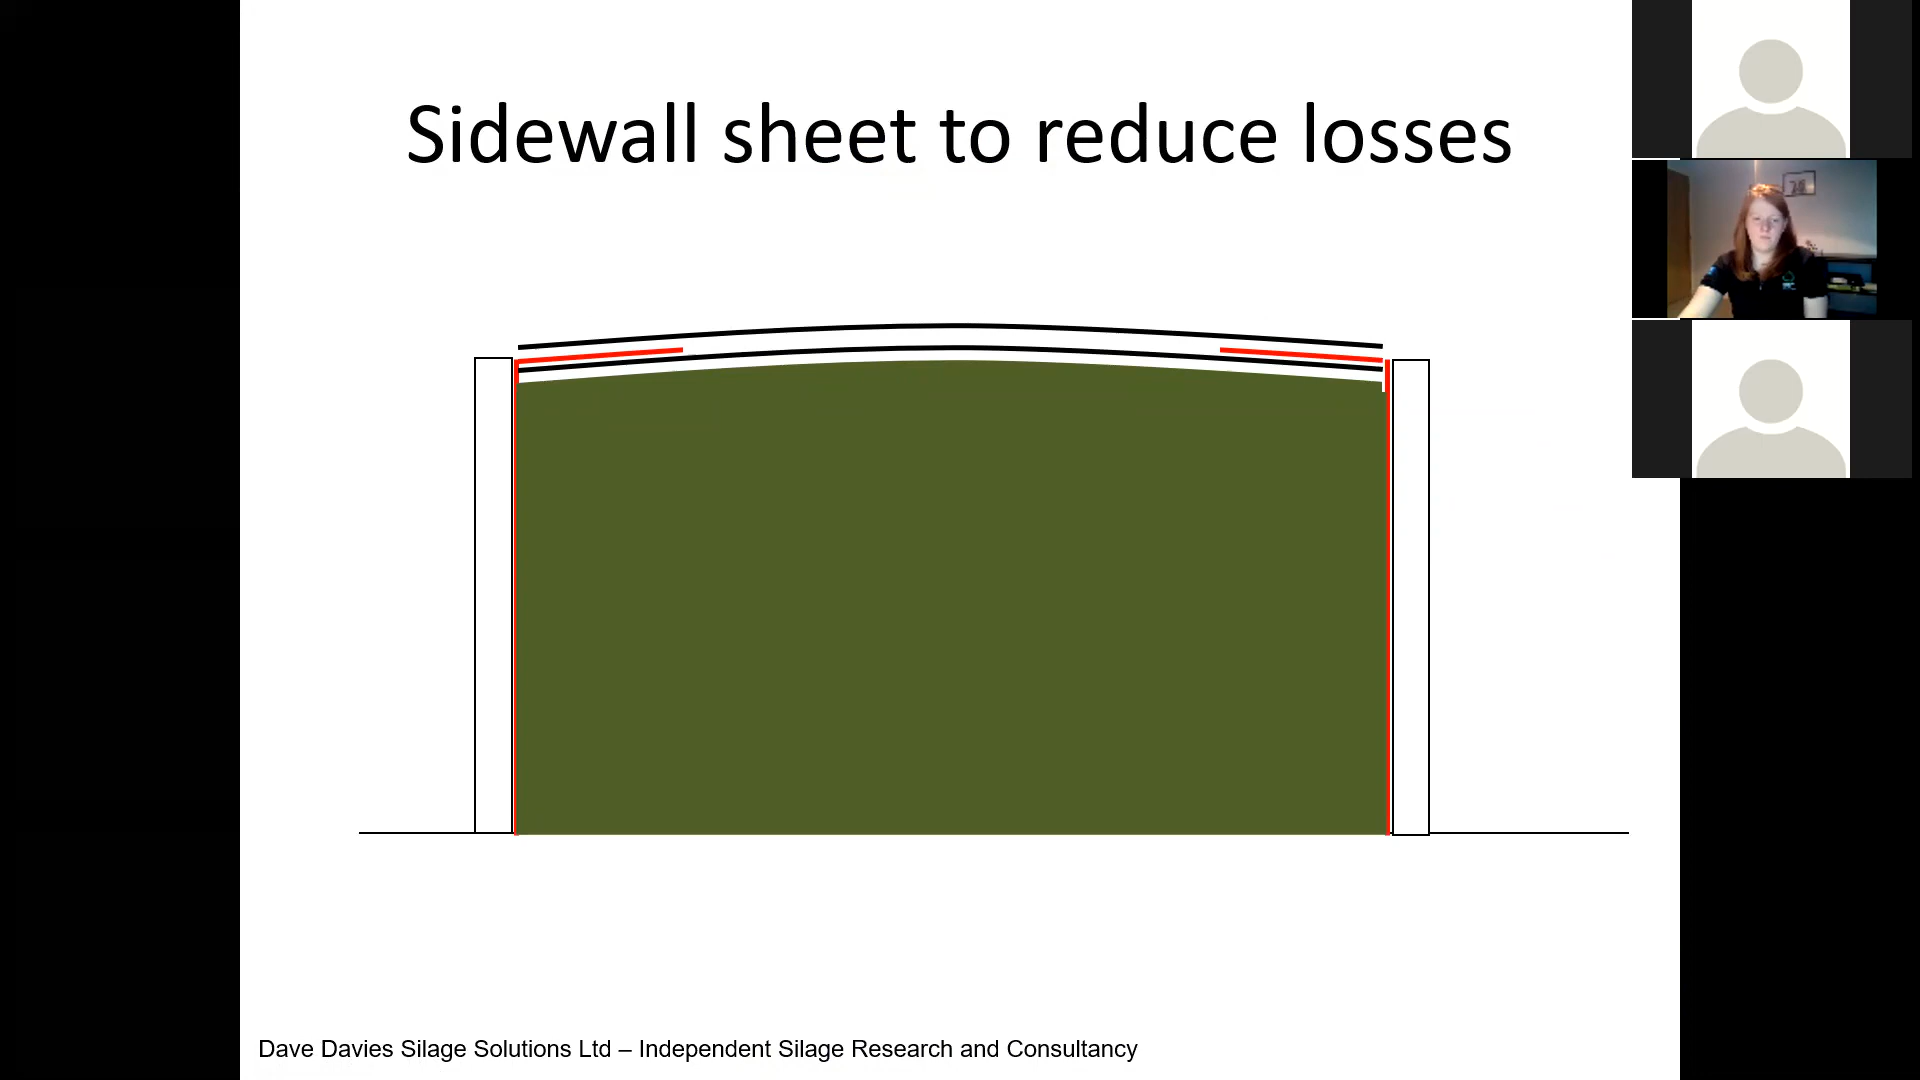 Sidewall sheet to reduce losses
Dave Davies Silage Solutions Ltd – Independent Silage Research and Consultancy